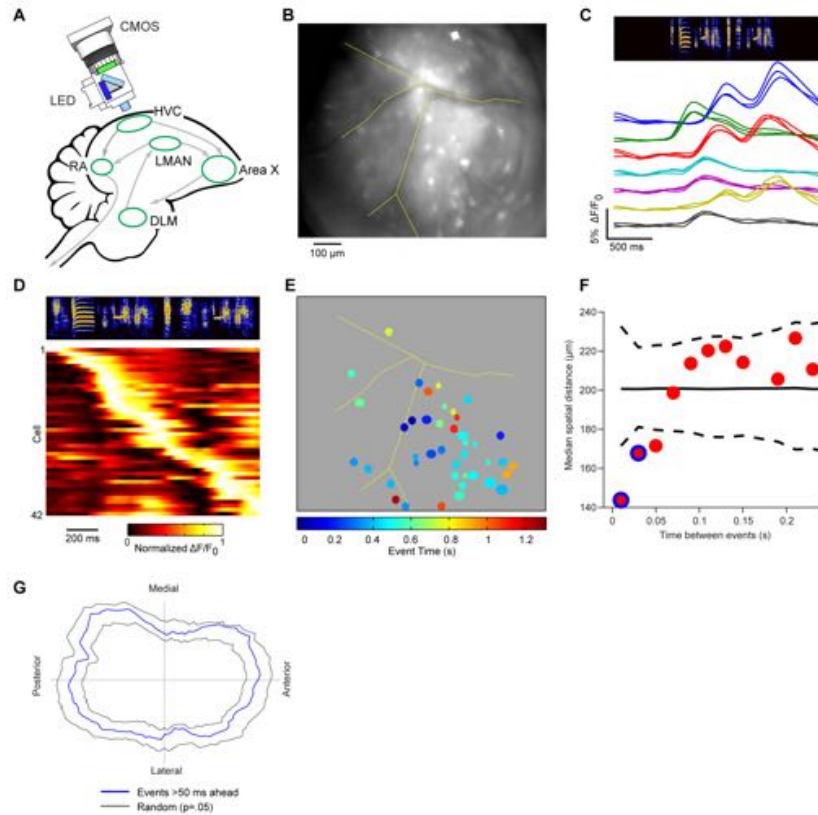 A
CMOS
LED
HVC
RA
LMAN
Area X
DLM
B
100 µm
C
5% ΔF/F0
500 ms
D
1
Cell
42
200 ms
0 1
Normalized ΔF/F0
E
0 0.2 0.4 0.6 0.8 1 1.2
Event Time (s)
F
240
220
200
180
160
140
Median spatial distance (µm)
0 0.05 0.1 0.15 0.2
Time between events (s)
G
Medial
Posterior
Anterior
Lateral
Events >50 ms ahead
Random (p=.05)